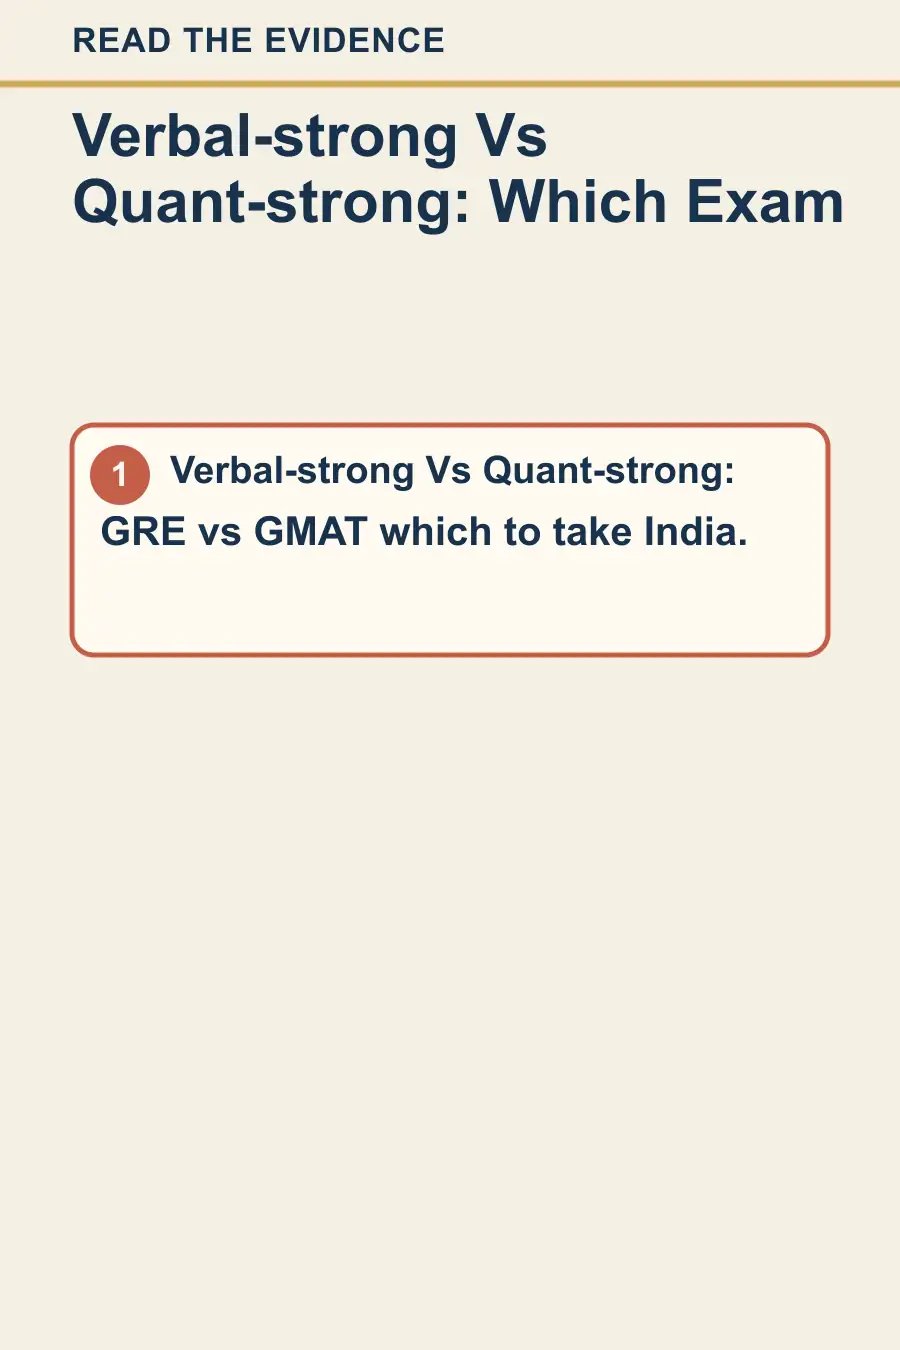 READ THE EVIDENCE
Verbal-strong Vs
Quant-strong: Which Exam
1 Verbal-strong Vs Quant-strong:
GRE vs GMAT which to take India.